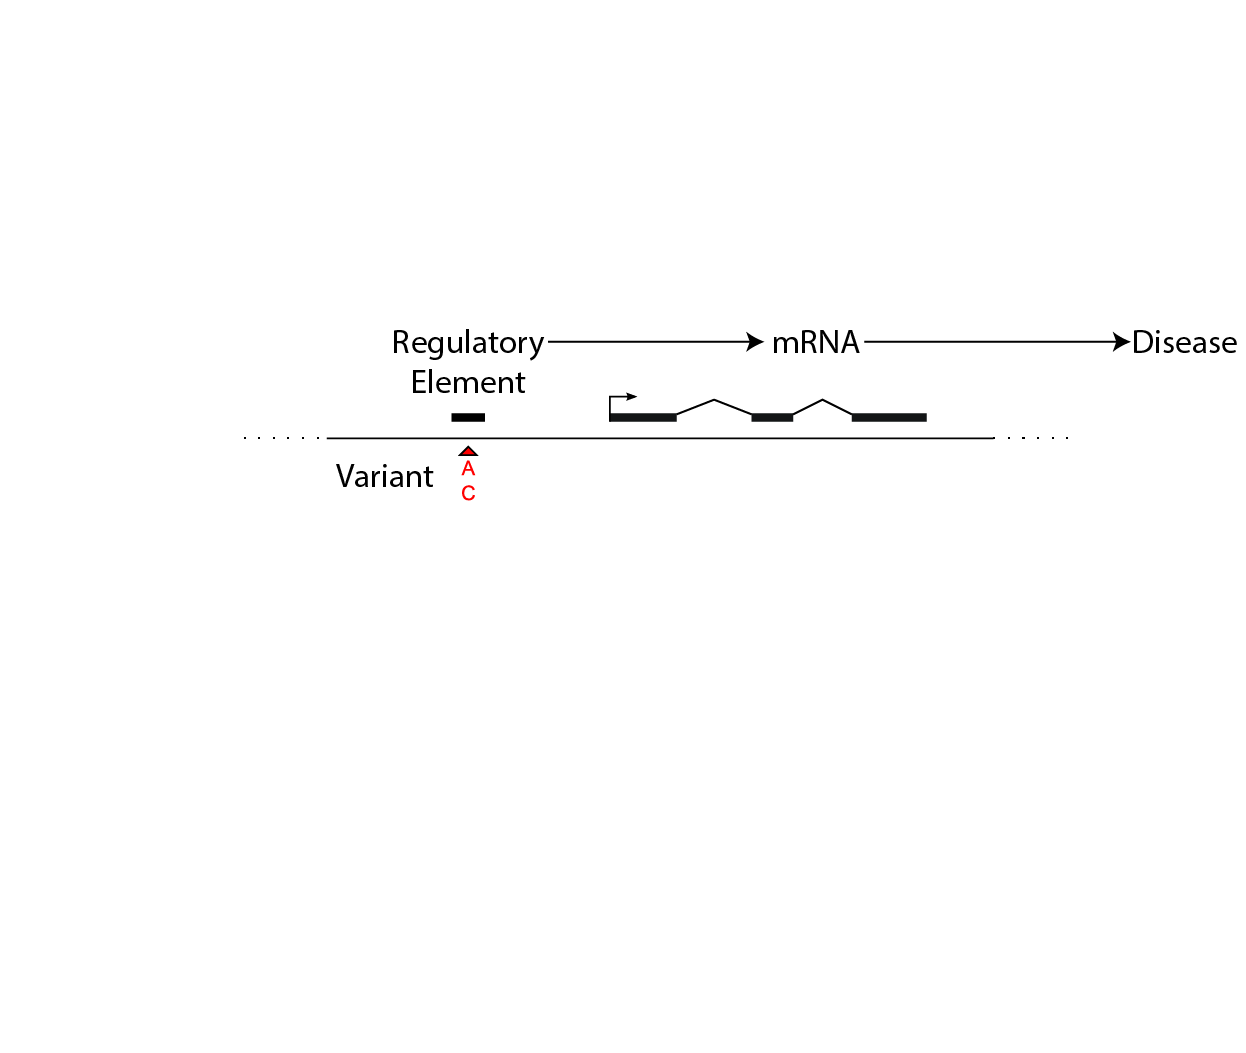 Regulatory
Element
mRNA
Disease
Variant
A
C